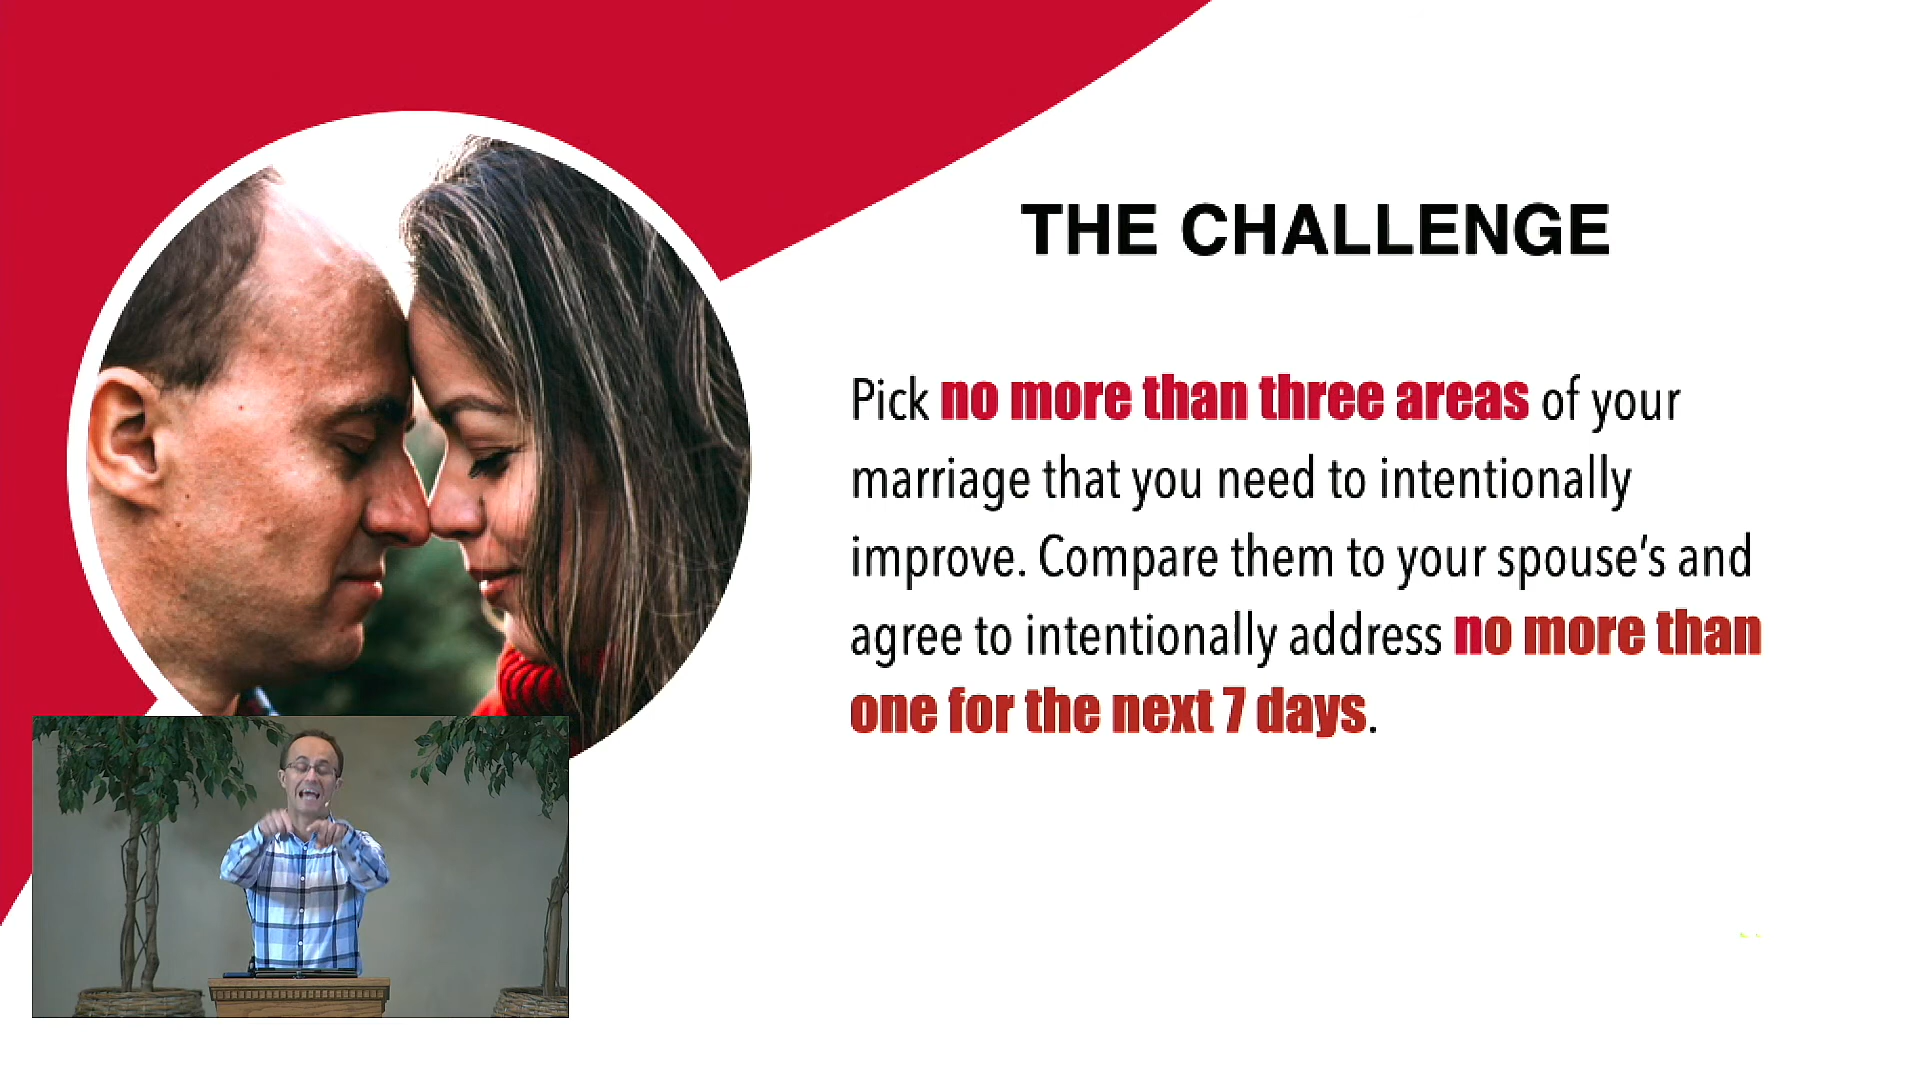 THE CHALLENGE
Pick no more than three areas of your
marriage that you need to intentionally
improve. Compare them to your spouse’s and
agree to intentionally address no more than
one for the next 7 days.